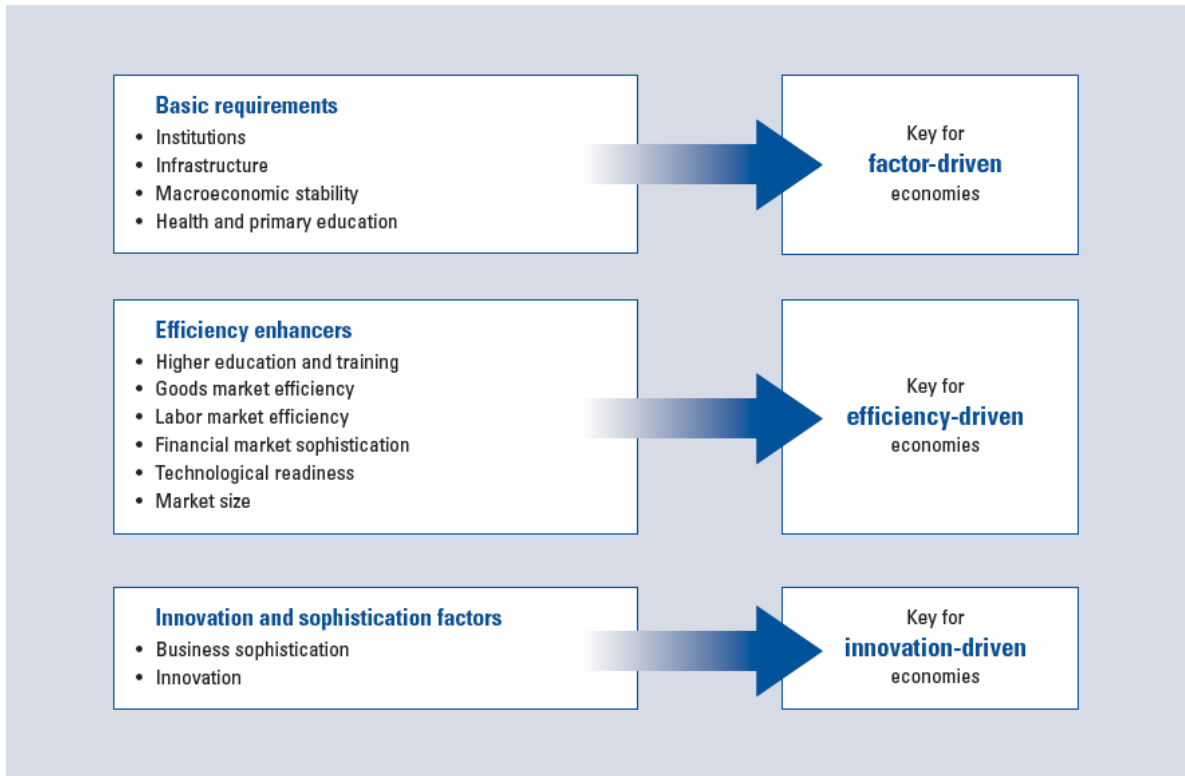 Basic requirements
• Institutions
• Infrastructure
• Macroeconomic stability
• Health and primary education
Key for
factor-driven
economies
Efficiency enhancers
• Higher education and training
• Goods market efficiency
• Labor market efficiency
• Financial market sophistication
• Technological readiness
• Market size
Key for
efficiency-driven
economies
Innovation and sophistication factors
• Business sophistication
• Innovation
Key for
innovation-driven
economies